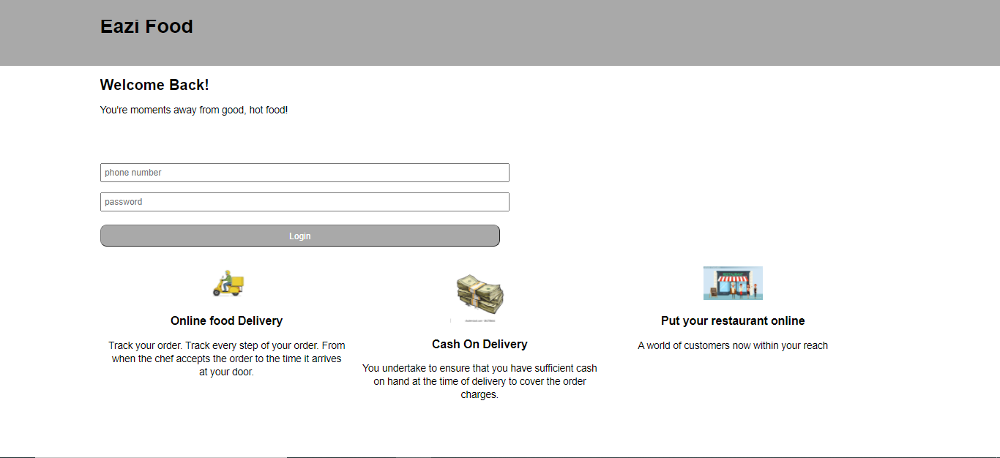 Eazi Food
Welcome Back!
You're moments away from good, hot food!
phone number
password
Login
Online food Delivery
Track your order. Track every step of your order. From
when the chef accepts the order to the time it arrives
at your door.
Cash On Delivery
You undertake to ensure that you have sufficient cash
on hand at the time of delivery to cover the order
charges.
Put your restaurant online
A world of customers now within your reach